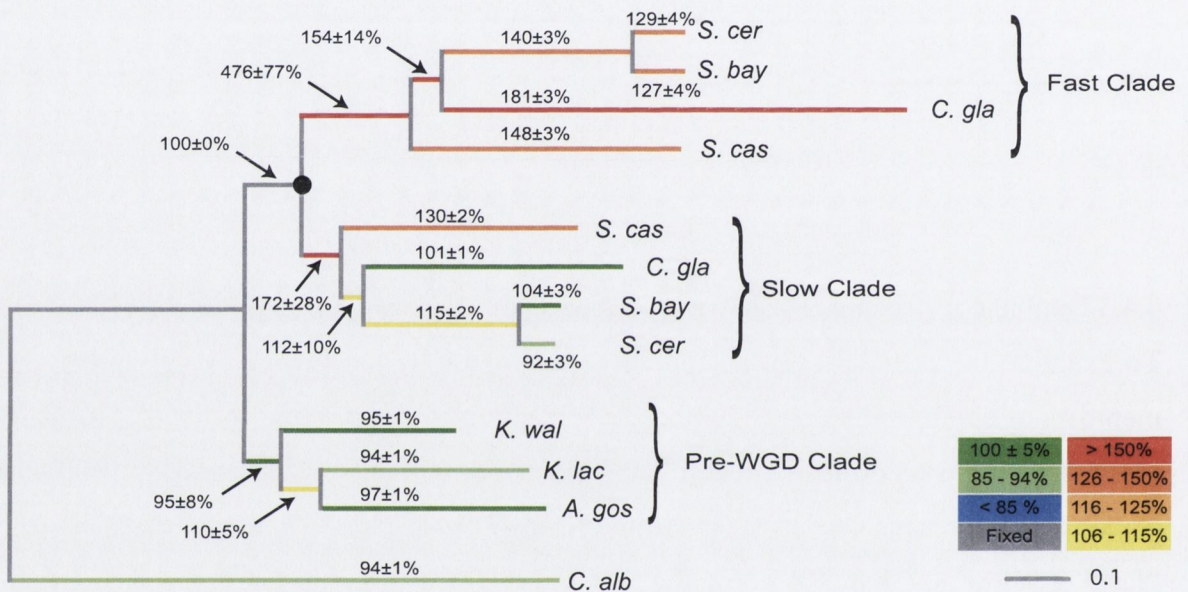 129±4%
S. cer
154±14%
140±3%
S. bay
476±77%
127±4%
Fast Clade
181±3%
C. gla
100±0%
148±3%
S. cas
130±2%
S. cas
101±1%
C. gla
104±3%
S. bay
Slow Clade
172±28%
115±2%
S. cer
112±10%
92±3%
95±1%
K. wal
94±1%
K. lac
Pre-WGD Clade
95±8%
97±1%
A. gos
110±5%
94±1%
C. alb
100 ± 5%
> 150%
85 - 94%
126 - 150%
< 85 %
116 - 125%
Fixed
106 - 115%
0.1